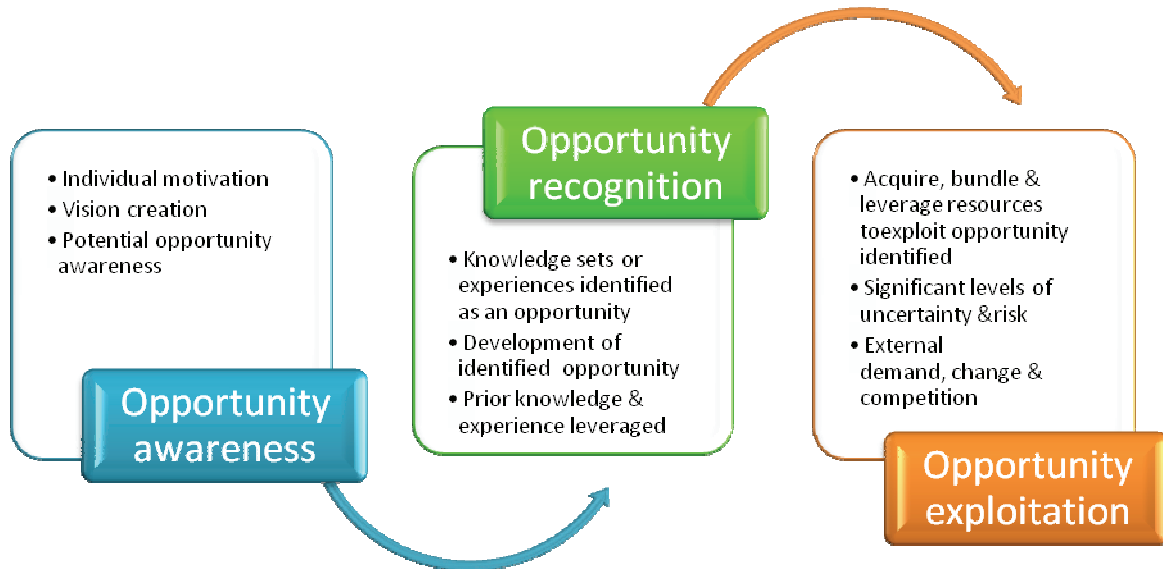 • Individual motivation
• Vision creation
• Potential opportunity
awareness
Opportunity
awareness
Opportunity
recognition
• Knowledge sets or
experiences identified
as an opportunity
• Development of
identified opportunity
• Prior knowledge &
experience leveraged
• Acquire, bundle &
leverage resources
toexploit opportunity
identified
• Significant levels of
uncertainty &risk
• External
demand, change &
competition
Opportunity
exploitation